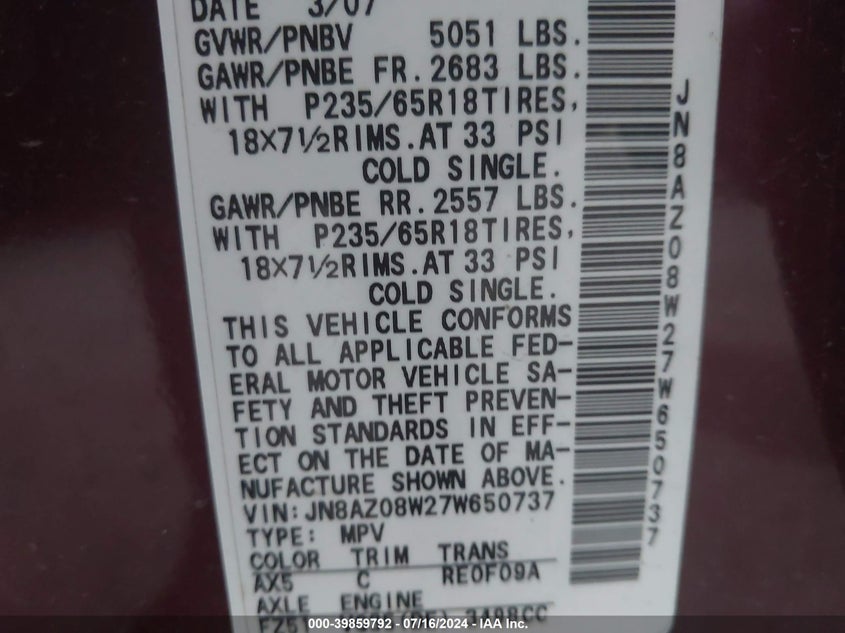 DATE 3/07
GVWR/PNBV 5051 LBS.
GAWR/PNBE FR. 2683 LBS.
WITH P235/65R18TIRES,
18X7½RIMS.AT 33 PSI
COLD SINGLE.
GAWR/PNBE RR. 2557 LBS.
WITH P235/65R18TIRES,
18X7½RIMS.AT 33 PSI
COLD SINGLE.
THIS VEHICLE CONFORMS
TO ALL APPLICABLE FED-
ERAL MOTOR VEHICLE SA-
FETY AND THEFT PREVEN-
TION STANDARDS IN EFF-
ECT ON THE DATE OF MA-
NUFACTURE SHOWN ABOVE.
VIN:JN8AZ08W27W650737
TYPE: MPV
COLOR TRIM TRANS
AX5 C RE0F09A
AXLE ENGINE
3498CC
JN8AZ08W27W650737
000-39859792 - 07/16/2024 - IAA Inc.